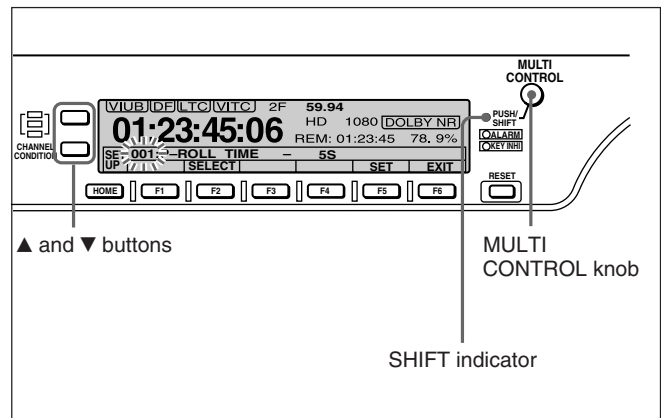 MULTI
CONTROL
VIUB DF LTC VITC 2F 59.94
01:23:45:06 HD 1080 DOLBY NR
REM: 01:23:45 78. 9%
PUSH/
SHIFT
ALARM
KEY INHI
CHANNEL
CONDITION
001 –ROLL TIME – 5S
UP SELECT SET EXIT
RESET
HOME F1 F2 F3 F4 F5 F6
▲ and ▼ buttons
MULTI
CONTROL knob
SHIFT indicator